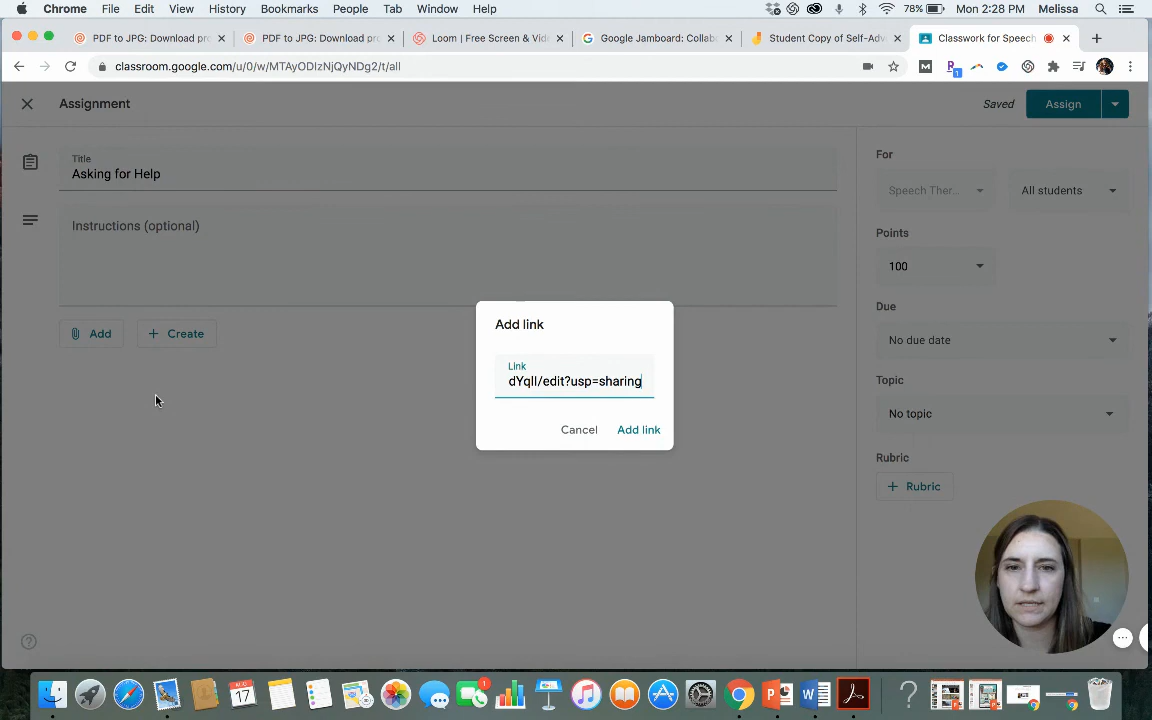 Chrome File Edit View History Bookmarks People Tab Window Help 78% Mon 2:28 PM Melissa
PDF to JPG: Download pr PDF to JPG: Download pr Loom | Free Screen & Vid Google Jamboard: Collab Student Copy of Self-Adv Classwork for Speech
classroom.google.com/u/0/w/MTAyODIzNjQyNDg2/t/all
1
Assignment Saved Assign
Title
Asking for Help
Instructions (optional)
Add Create
For
Speech Ther... All students
Points
100
Due
No due date
Topic
No topic
Rubric
Rubric
Add link
Link
dYqlI/edit?usp=sharing
Cancel Add link
17
1